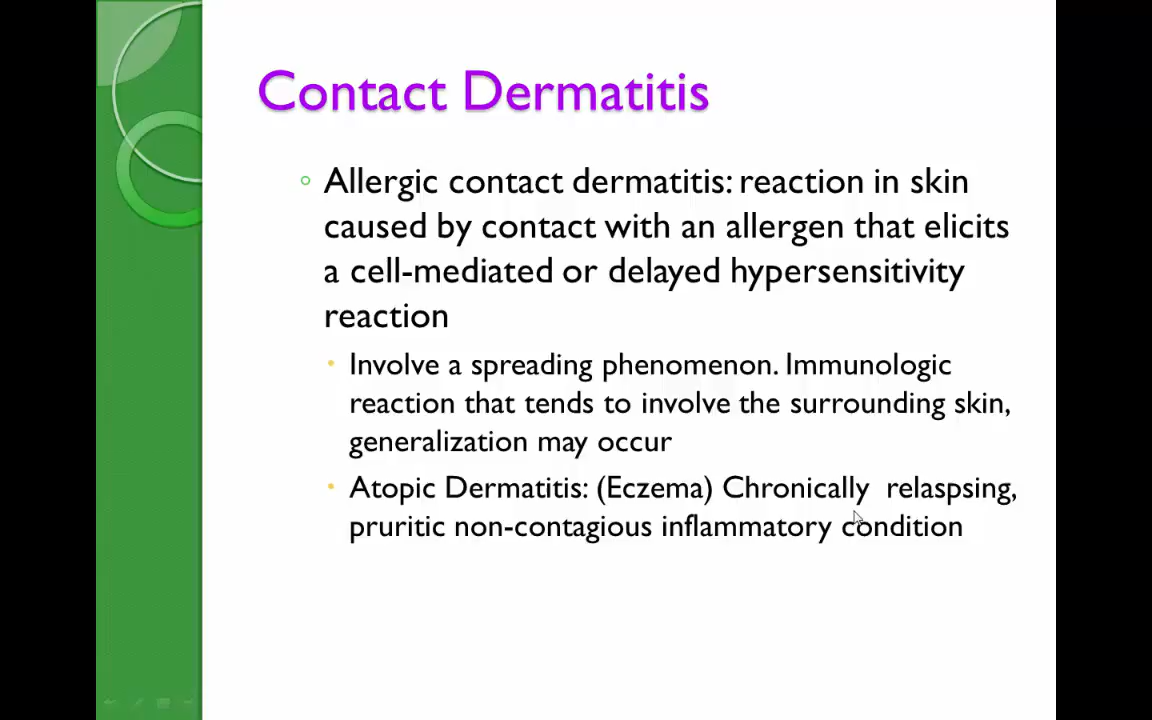 Contact Dermatitis
Allergic contact dermatitis: reaction in skin
caused by contact with an allergen that elicits
a cell-mediated or delayed hypersensitivity
reaction
Involve a spreading phenomenon. Immunologic
reaction that tends to involve the surrounding skin,
generalization may occur
Atopic Dermatitis: (Eczema) Chronically relaspsing,
pruritic non-contagious inflammatory condition